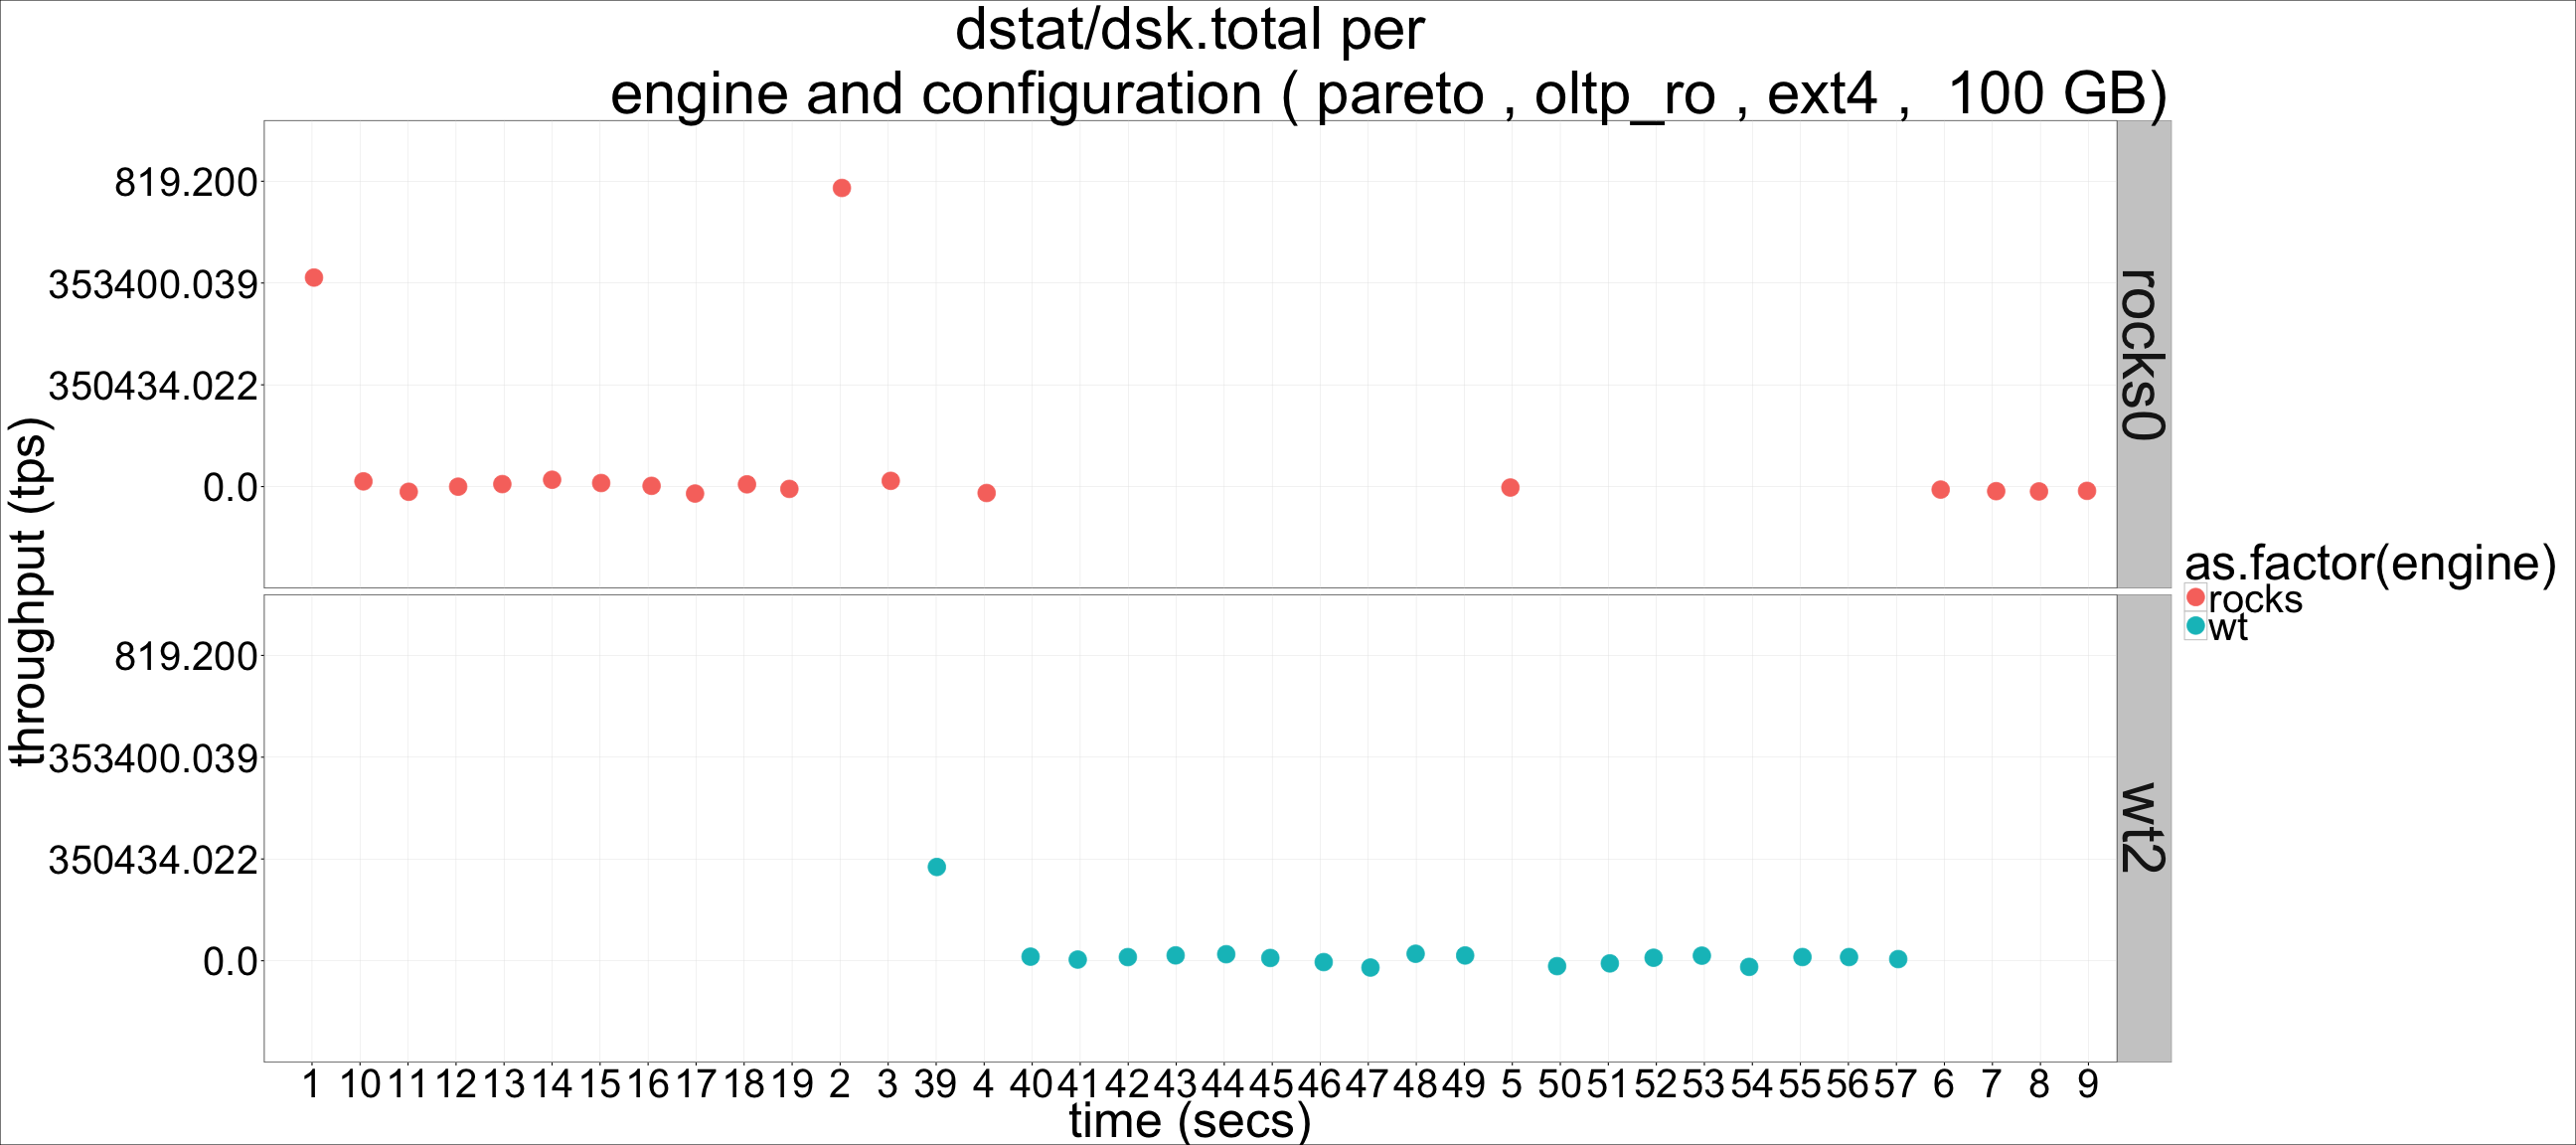 dstat/dsk.total per
engine and configuration ( pareto , oltp_ro , ext4 ,  100 GB)
throughput (tps)
819.200
353400.039
350434.022
0.0
rocks0
819.200
353400.039
350434.022
0.0
wt2
1 10 11 12 13 14 15 16 17 18 19 2 3 39 4 40 41 42 43 44 45 46 47 48 49 5 50 51 52 53 54 55 56 57 6 7 8 9
time (secs)
as.factor(engine)
rocks
wt